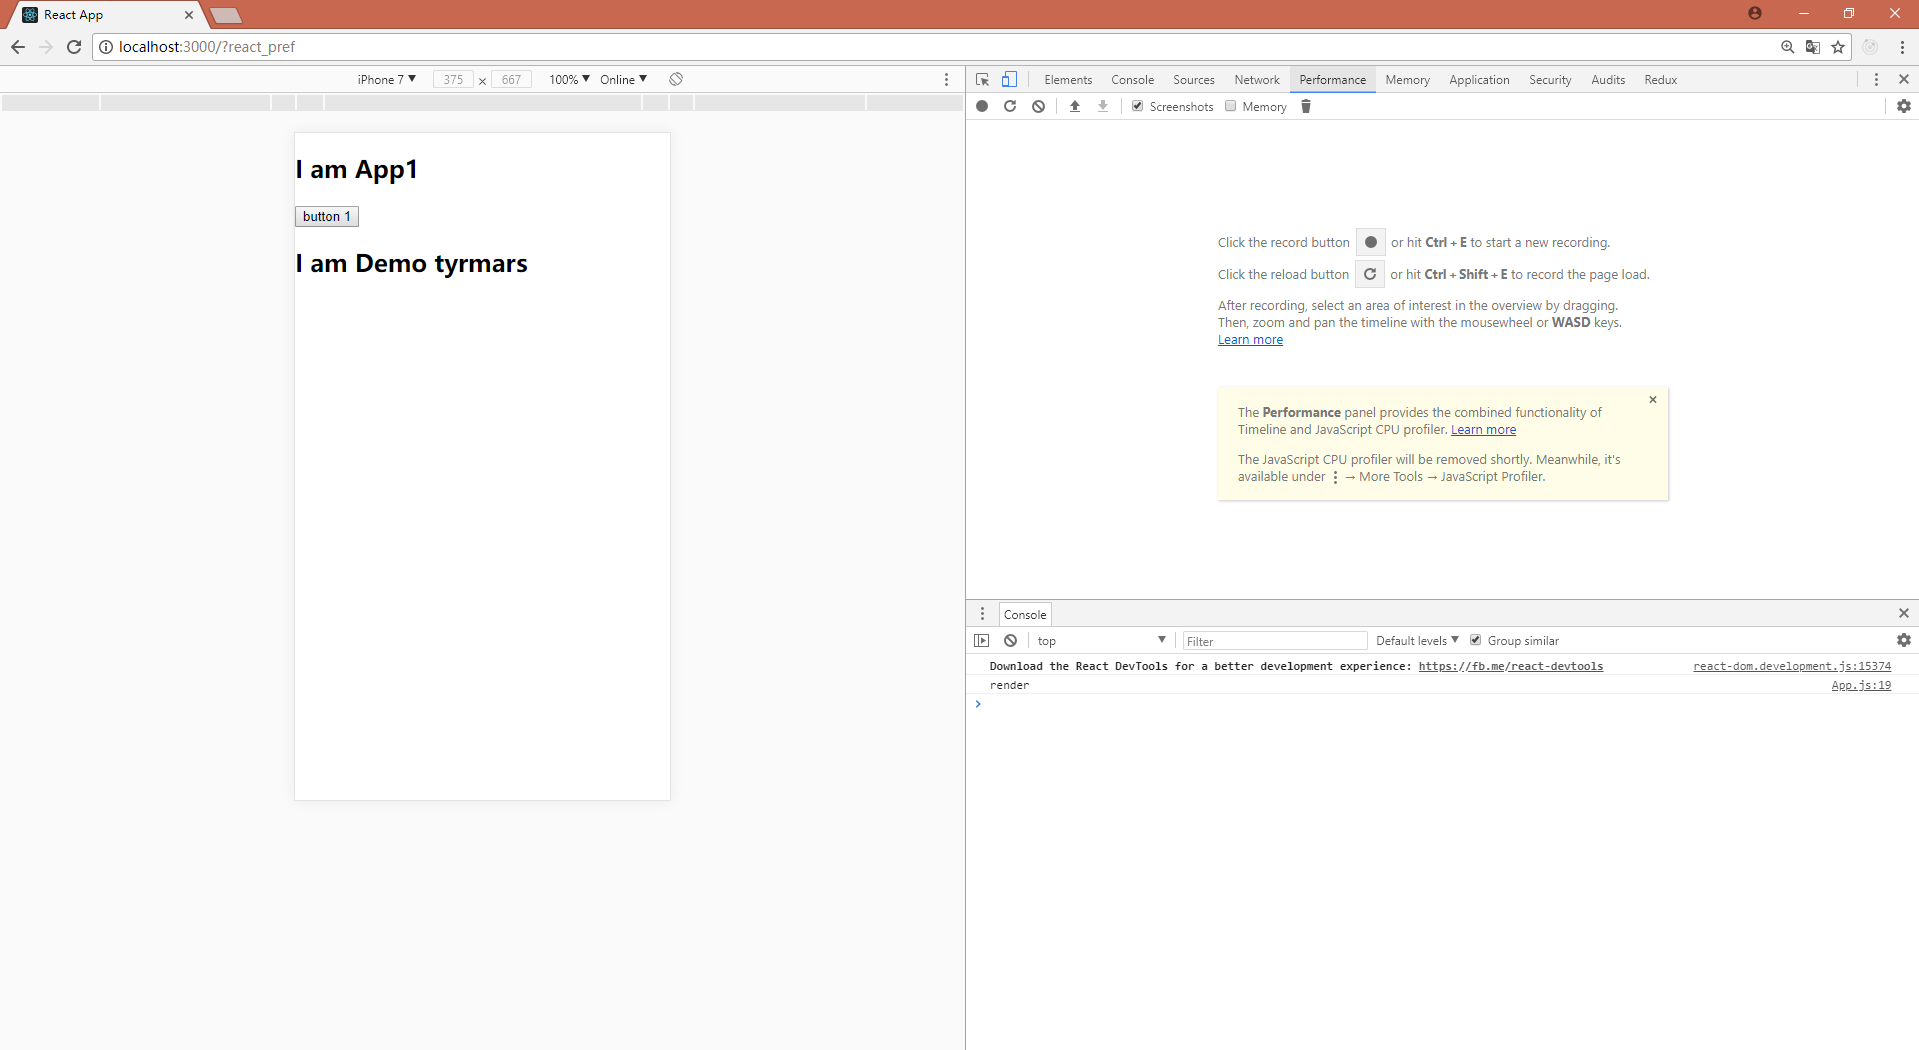 React App
localhost:3000/?react_pref
iPhone 7 ▼ 375 × 667 100% ▼ Online ▼
I am App1
button 1
I am Demo tyrmars
Elements Console Sources Network Performance Memory Application Security Audits Redux
Screenshots Memory
Click the record button or hit Ctrl + E to start a new recording.
Click the reload button or hit Ctrl + Shift + E to record the page load.
After recording, select an area of interest in the overview by dragging.
Then, zoom and pan the timeline with the mousewheel or WASD keys.
Learn more
The Performance panel provides the combined functionality of
Timeline and JavaScript CPU profiler. Learn more
The JavaScript CPU profiler will be removed shortly. Meanwhile, it's
available under ⋮ → More Tools → JavaScript Profiler.
Console
top ▼ Filter Default levels ▼ Group similar
Download the React DevTools for a better development experience: https://fb.me/react-devtools react-dom.development.js:15374
render App.js:19